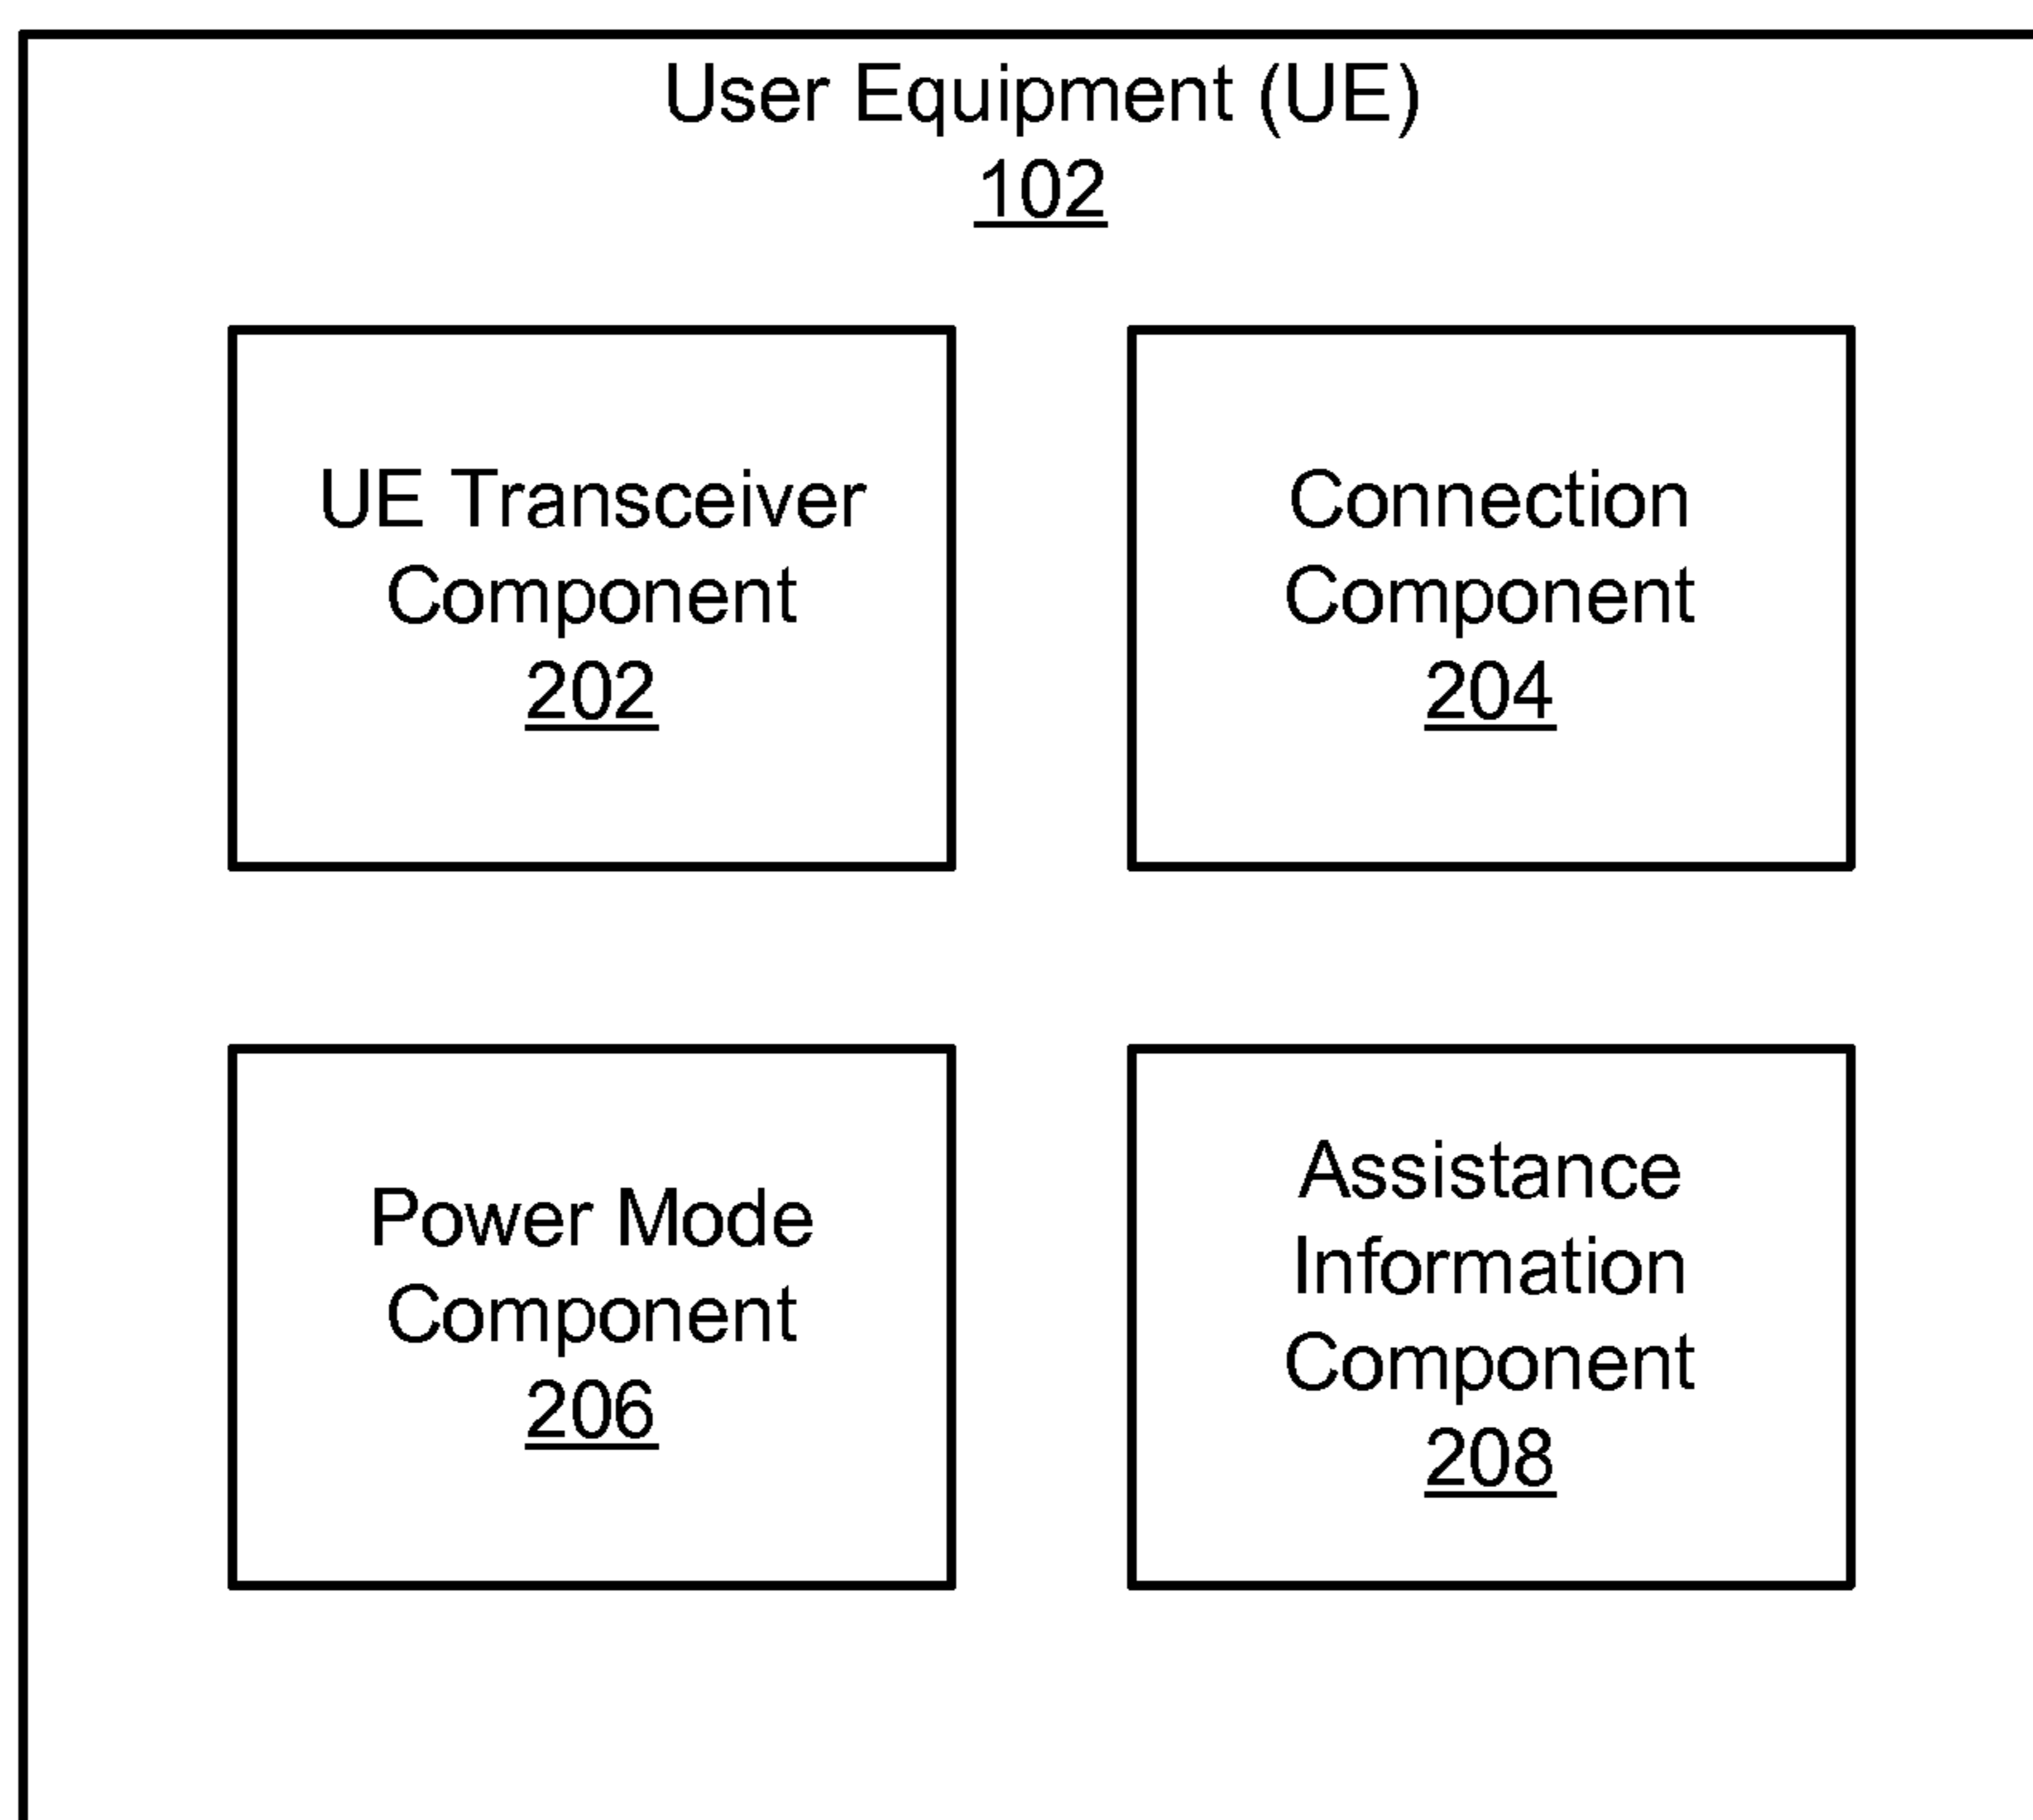 User Equipment (UE)
102
UE Transceiver
Component
202
Connection
Component
204
Power Mode
Component
206
Assistance
Information
Component
208